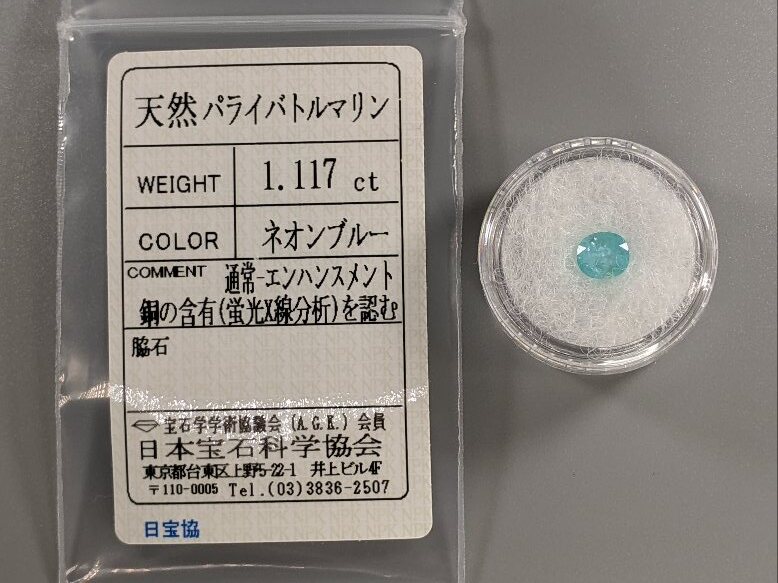 天然パライバトルマリン
WEIGHT 1.117 ct
COLOR ネオンブルー
COMMENT 通常-エンハンスメント
銅の含有(蛍光X線分析)を認む
脇石
宝石学学術協議会 (A.G.K.) 会員
日本宝石科学協会
東京都台東区上野5-22-1 井上ビル4F
〒110-0005 Tel.(03)3836-2507
日宝協